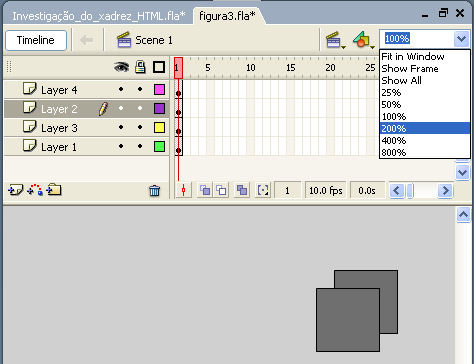 Investigação_do_xadrez_HTML.fla* figura3.fla*
Timeline Scene 1 100%
Fit in Window
Show Frame
Show All
25%
50%
100%
200%
400%
800%
1 5 10 15 20 25
Layer 4
Layer 2
Layer 3
Layer 1
1 10.0 fps 0.0s